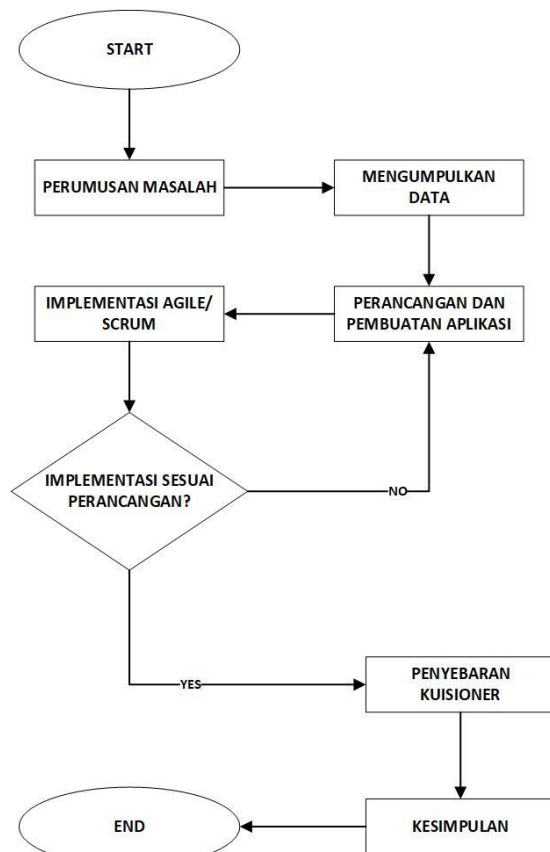 START
PERUMUSAN MASALAH
MENGUMPULKAN
DATA
PERANCANGAN DAN
PEMBUATAN APLIKASI
IMPLEMENTASI AGILE/
SCRUM
IMPLEMENTASI SESUAI
PERANCANGAN?
NO
YES
PENYEBARAN
KUISIONER
KESIMPULAN
END